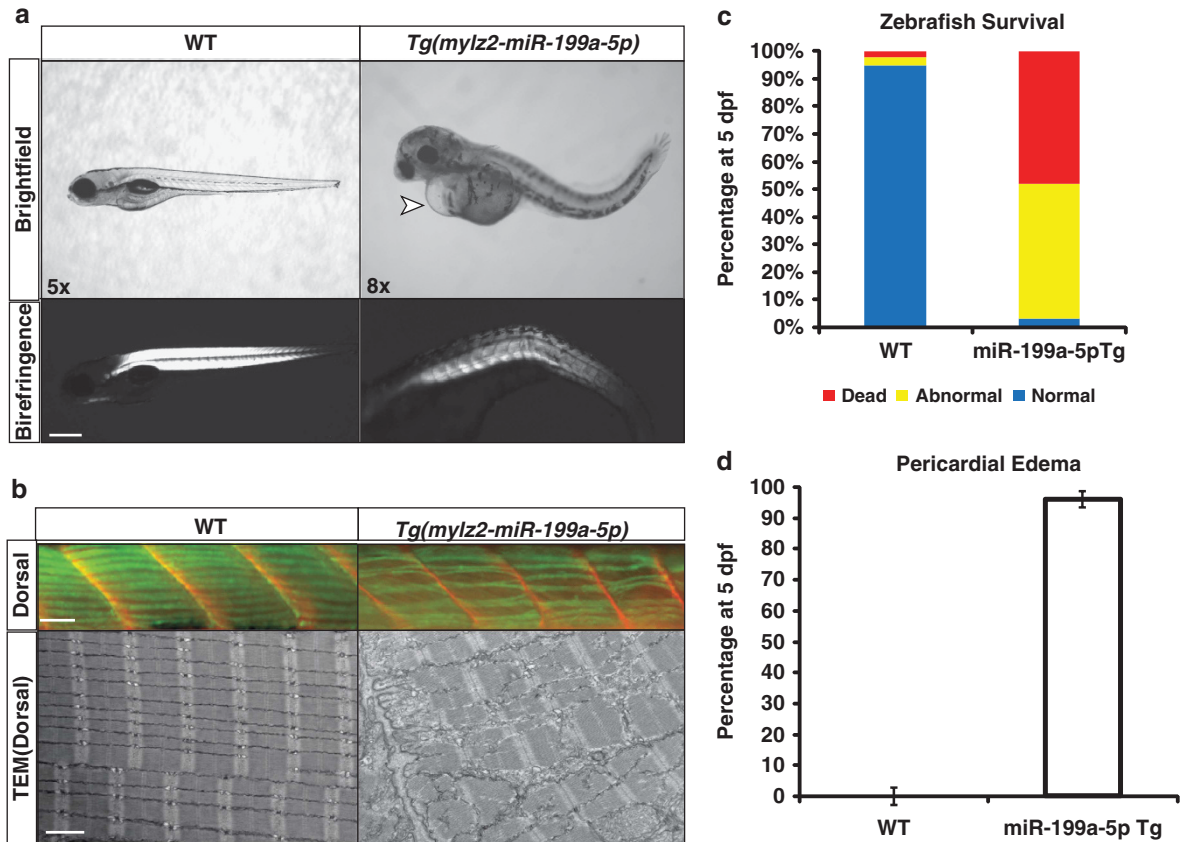 a
WT
Tg(mylz2-miR-199a-5p)
Brightfield
5x
8x
Birefringence
b
WT
Tg(mylz2-miR-199a-5p)
Dorsal
TEM(Dorsal)
c
Zebrafish Survival
Percentage at 5 dpf
100%
90%
80%
70%
60%
50%
40%
30%
20%
10%
0%
WT
miR-199a-5pTg
Dead Abnormal Normal
d
Pericardial Edema
Percentage at 5 dpf
100
90
80
70
60
50
40
30
20
10
0
WT
miR-199a-5p Tg